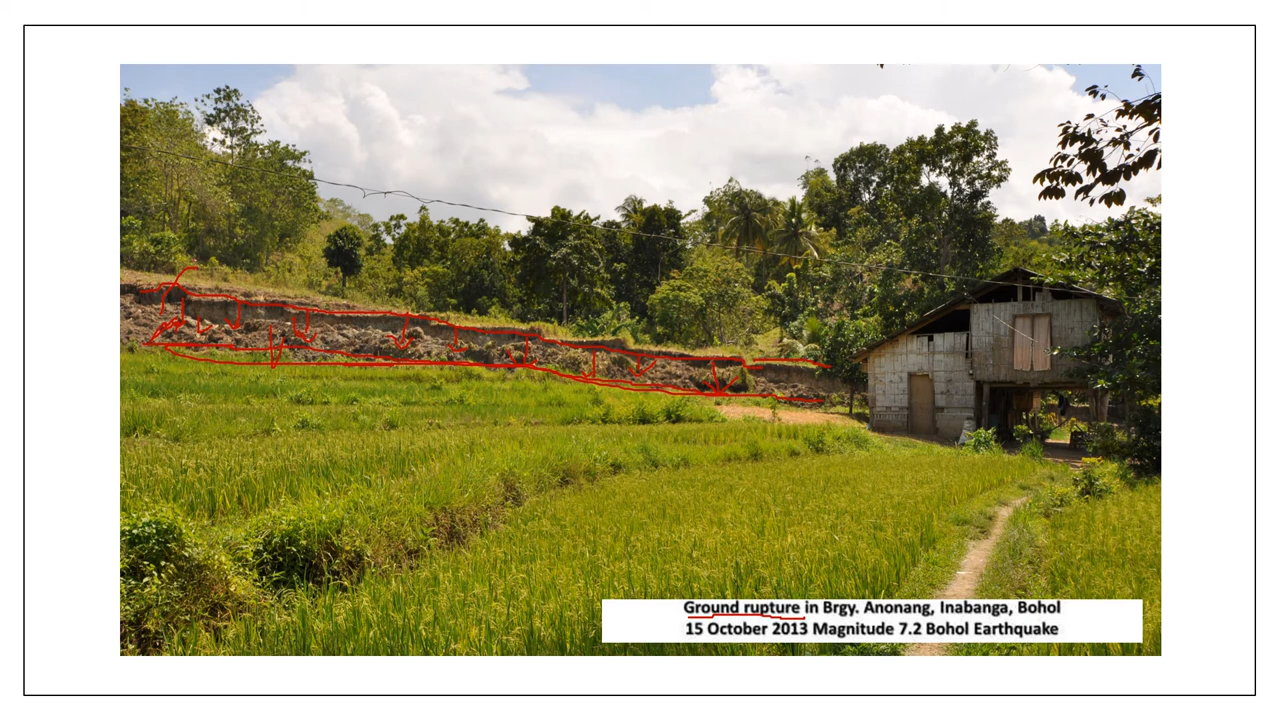 Ground rupture in Brgy. Anonang, Inabanga, Bohol
15 October 2013 Magnitude 7.2 Bohol Earthquake